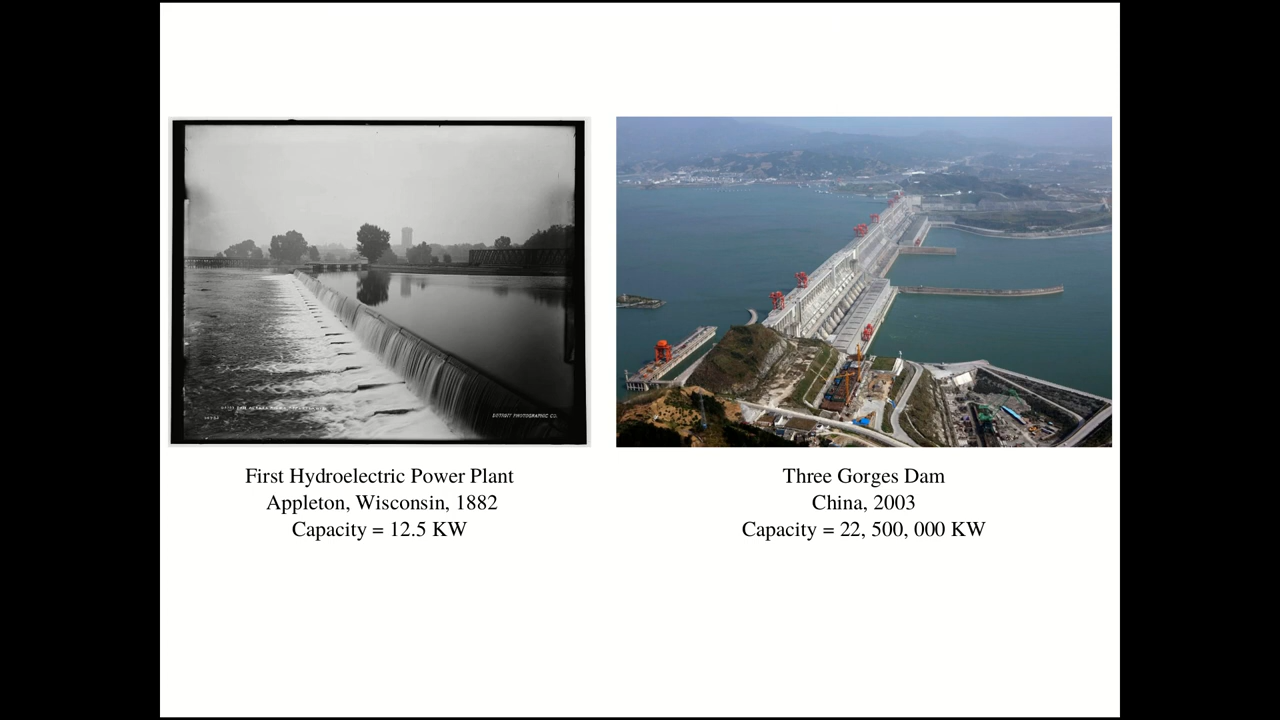 DETROIT PHOTOGRAPHIC CO.
First Hydroelectric Power Plant
Appleton, Wisconsin, 1882
Capacity = 12.5 KW
Three Gorges Dam
China, 2003
Capacity = 22, 500, 000 KW